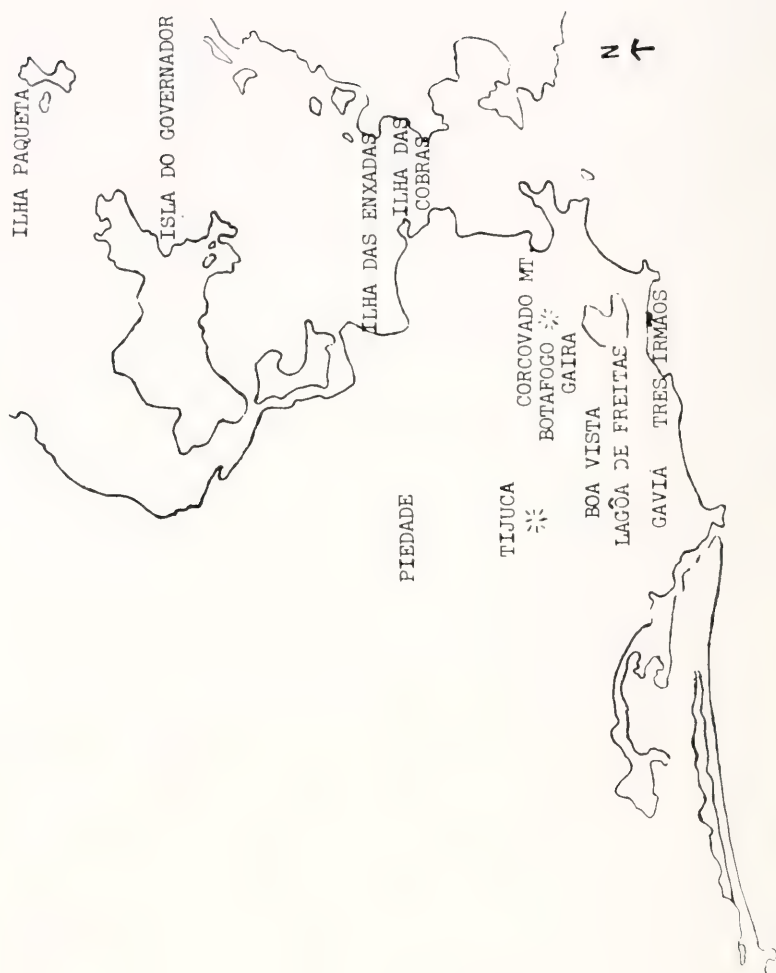 ILHA PAQUETA
ISLA DO GOVERNADOR
ILHA DAS ENXADAS
ILHA DAS
COBRAS
N
PIEDADE
CORCOVADO MT
BOTAFOGO
GAIRA
TIJUCA
BOA VISTA
LAGÔA DE FREITAS
GAVIA TRES IRMAOS